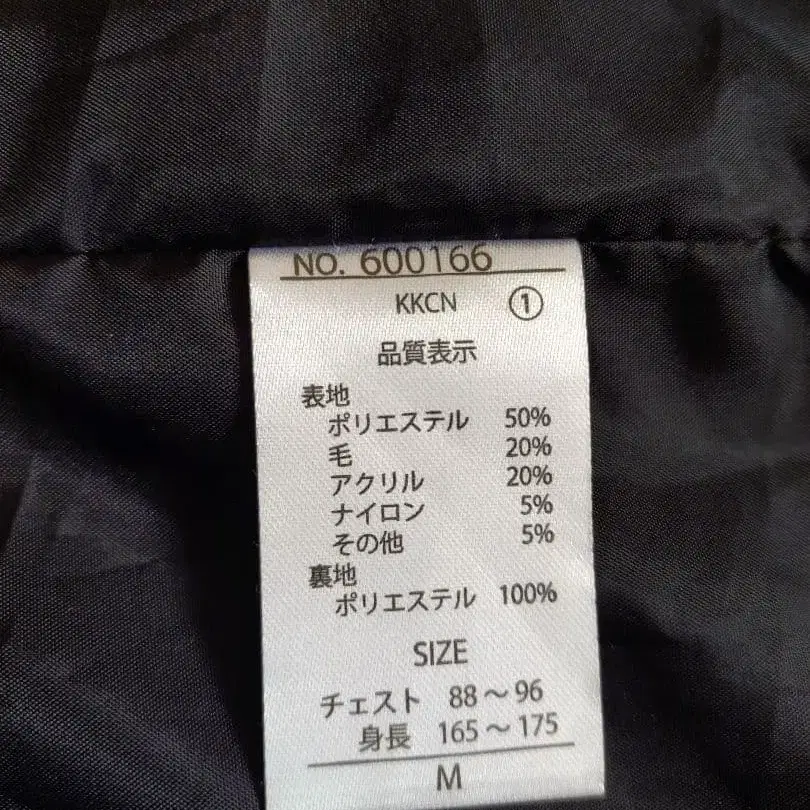 NO. 600166
KKCN ①
品質表示
表地
ポリエステル 50%
毛 20%
アクリル 20%
ナイロン 5%
その他 5%
裏地
ポリエステル 100%
SIZE
チェスト 88～96
身長 165～175
M